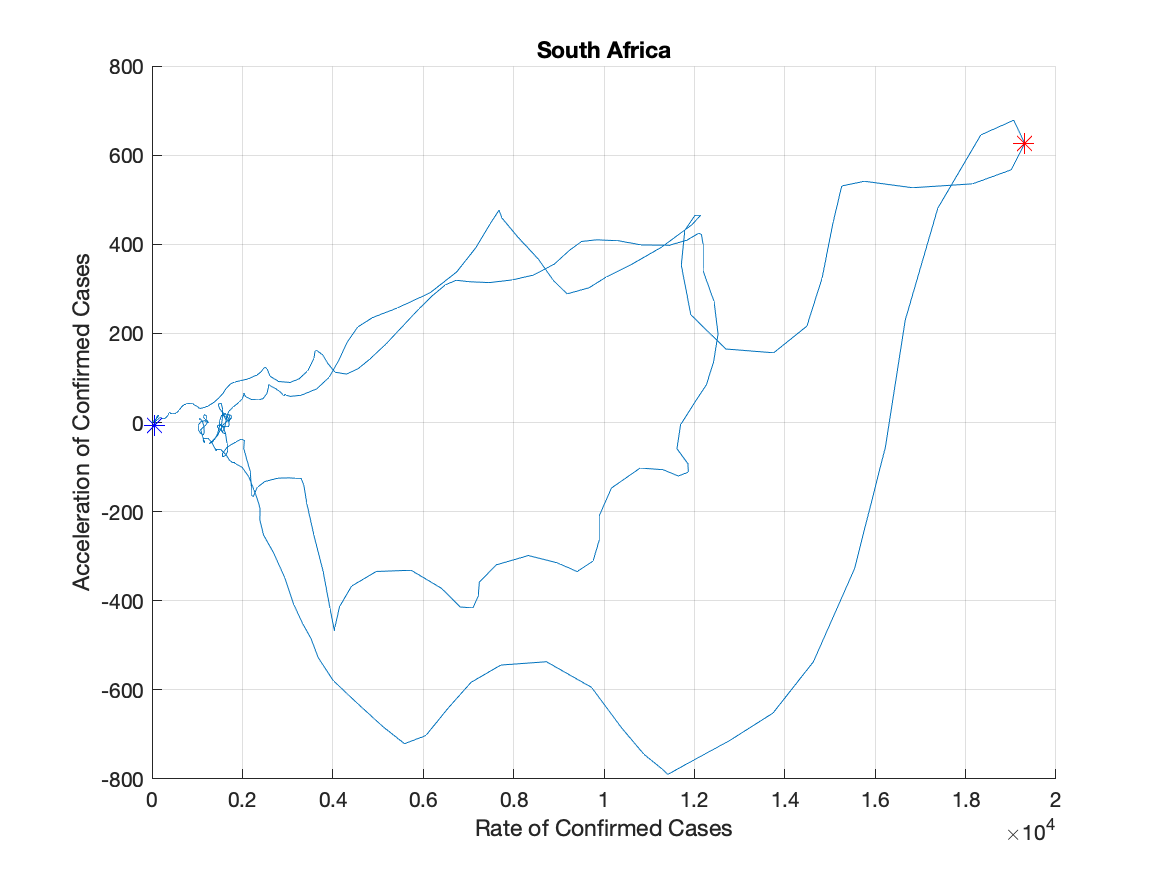 South Africa
800
600
400
200
0
-200
-400
-600
-800
Acceleration of Confirmed Cases
0 0.2 0.4 0.6 0.8 1 1.2 1.4 1.6 1.8 2
Rate of Confirmed Cases
×10⁴